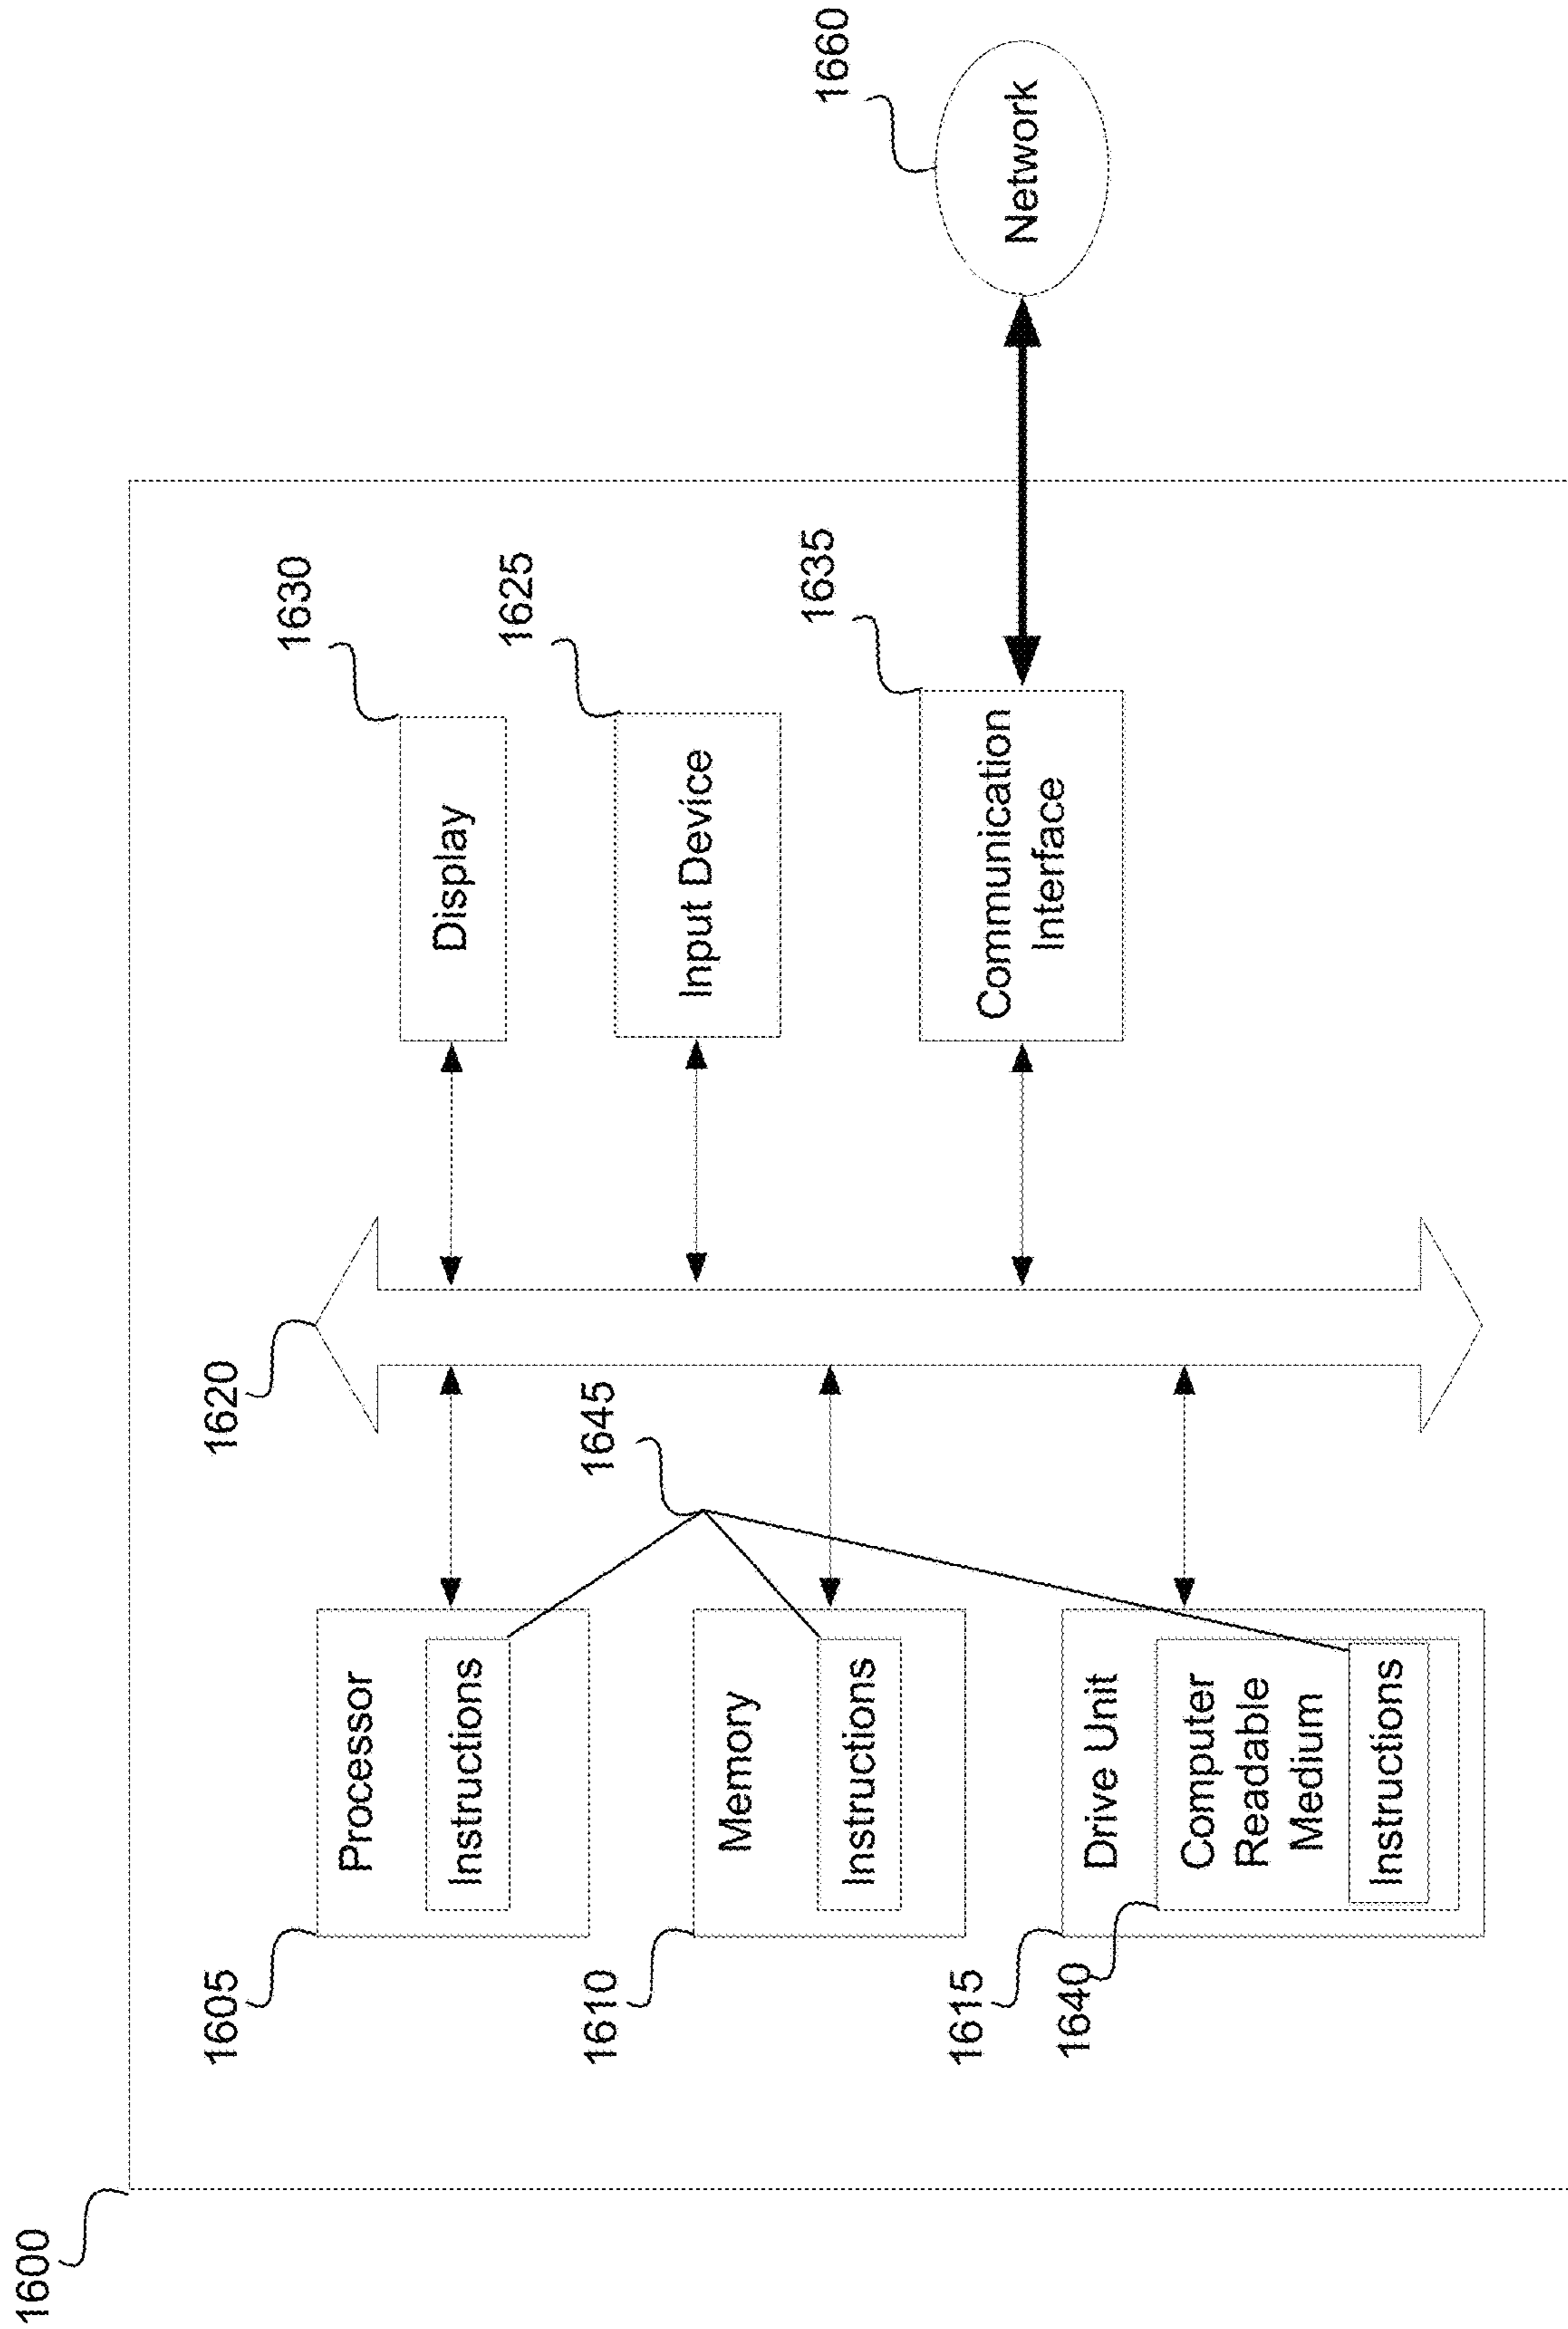 1600
1605
Processor
Instructions
1610
Memory
Instructions
1615
Drive Unit
1640
Computer
Readable
Medium
Instructions
1645
1620
1630
Display
1625
Input Device
1635
Communication
Interface
1660
Network